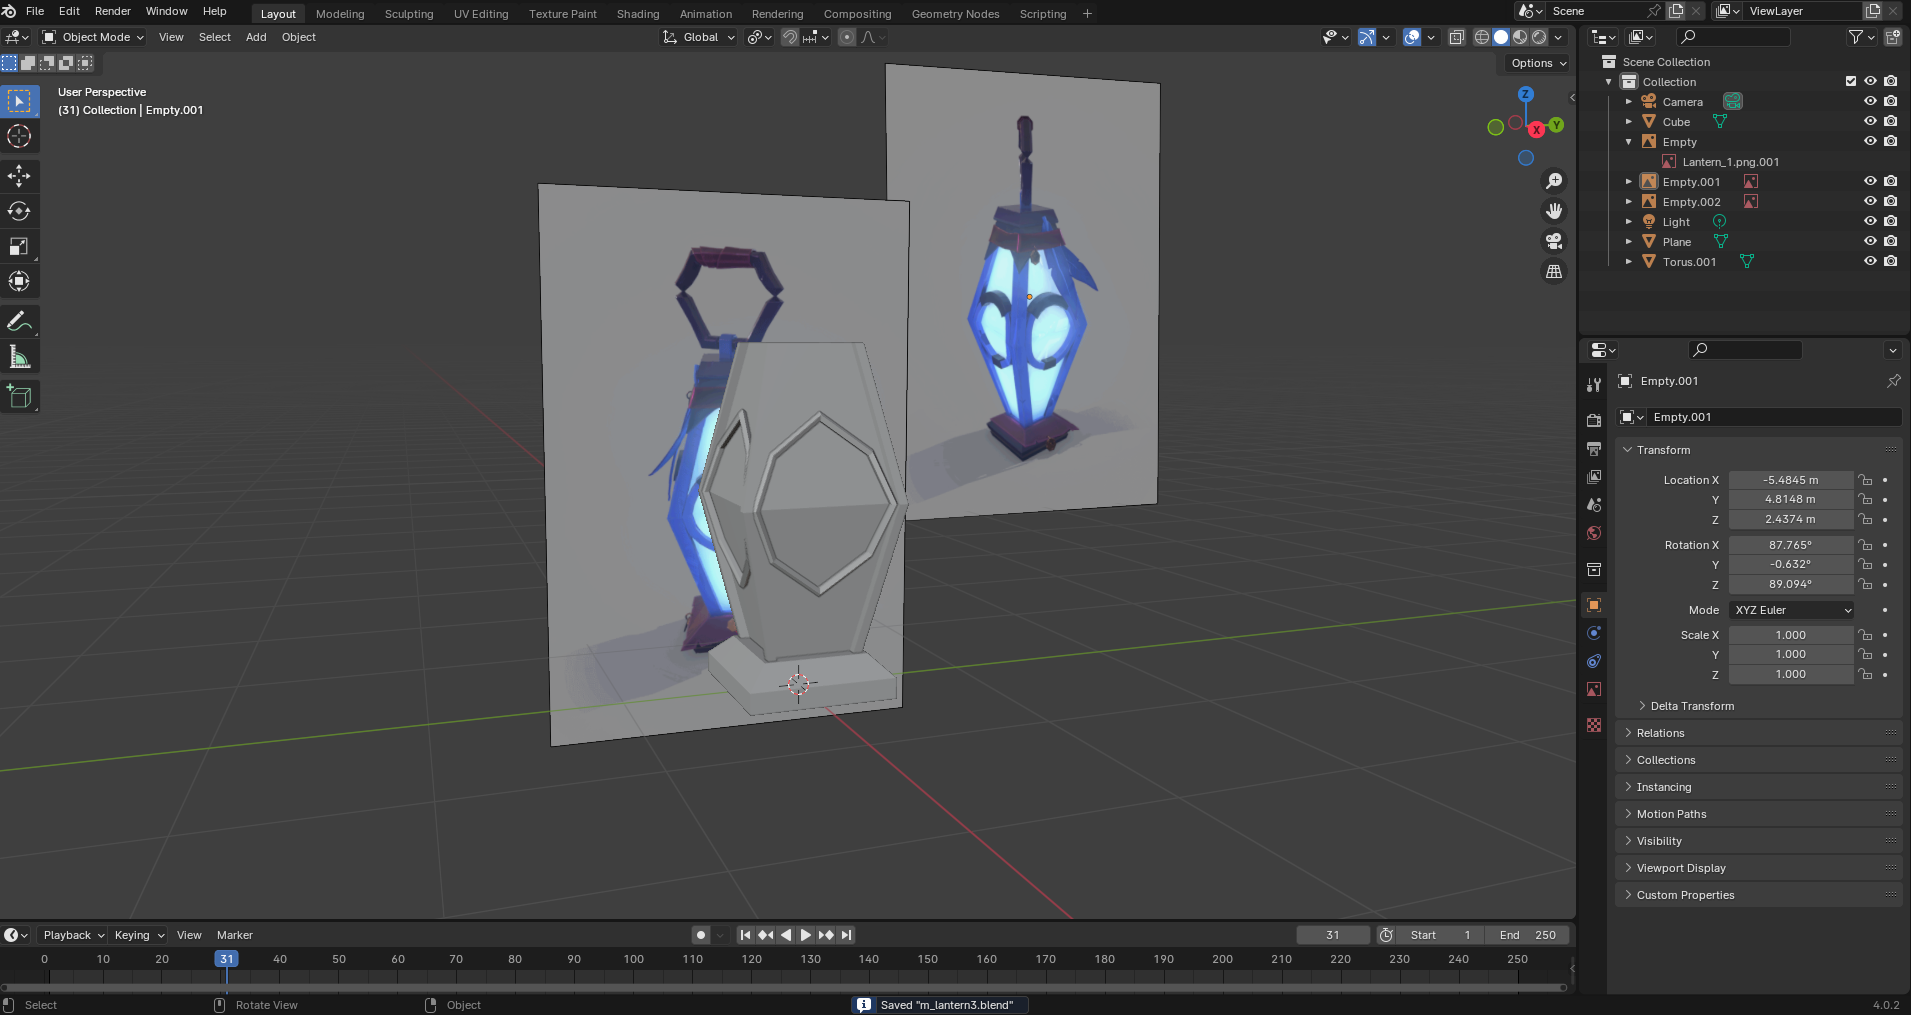 File Edit Render Window Help Layout Modeling Sculpting UV Editing Texture Paint Shading Animation Rendering Compositing Geometry Nodes Scripting + Scene ViewLayer
Object Mode View Select Add Object Global
Options
User Perspective
(31) Collection | Empty.001
Z
X
Y
Scene Collection
Collection
Camera
Cube
Empty
Lantern_1.png.001
Empty.001
Empty.002
Light
Plane
Torus.001
Empty.001
Empty.001
Transform
Location X -5.4845 m
Y 4.8148 m
Z 2.4374 m
Rotation X 87.765°
Y -0.632°
Z 89.094°
Mode XYZ Euler
Scale X 1.000
Y 1.000
Z 1.000
Delta Transform
Relations
Collections
Instancing
Motion Paths
Visibility
Viewport Display
Custom Properties
Playback Keying View Marker 31 Start 1 End 250
0 10 20 31 40 50 60 70 80 90 100 110 120 130 140 150 160 170 180 190 200 210 220 230 240 250
Select Rotate View Object Saved "m_lantern3.blend" 4.0.2